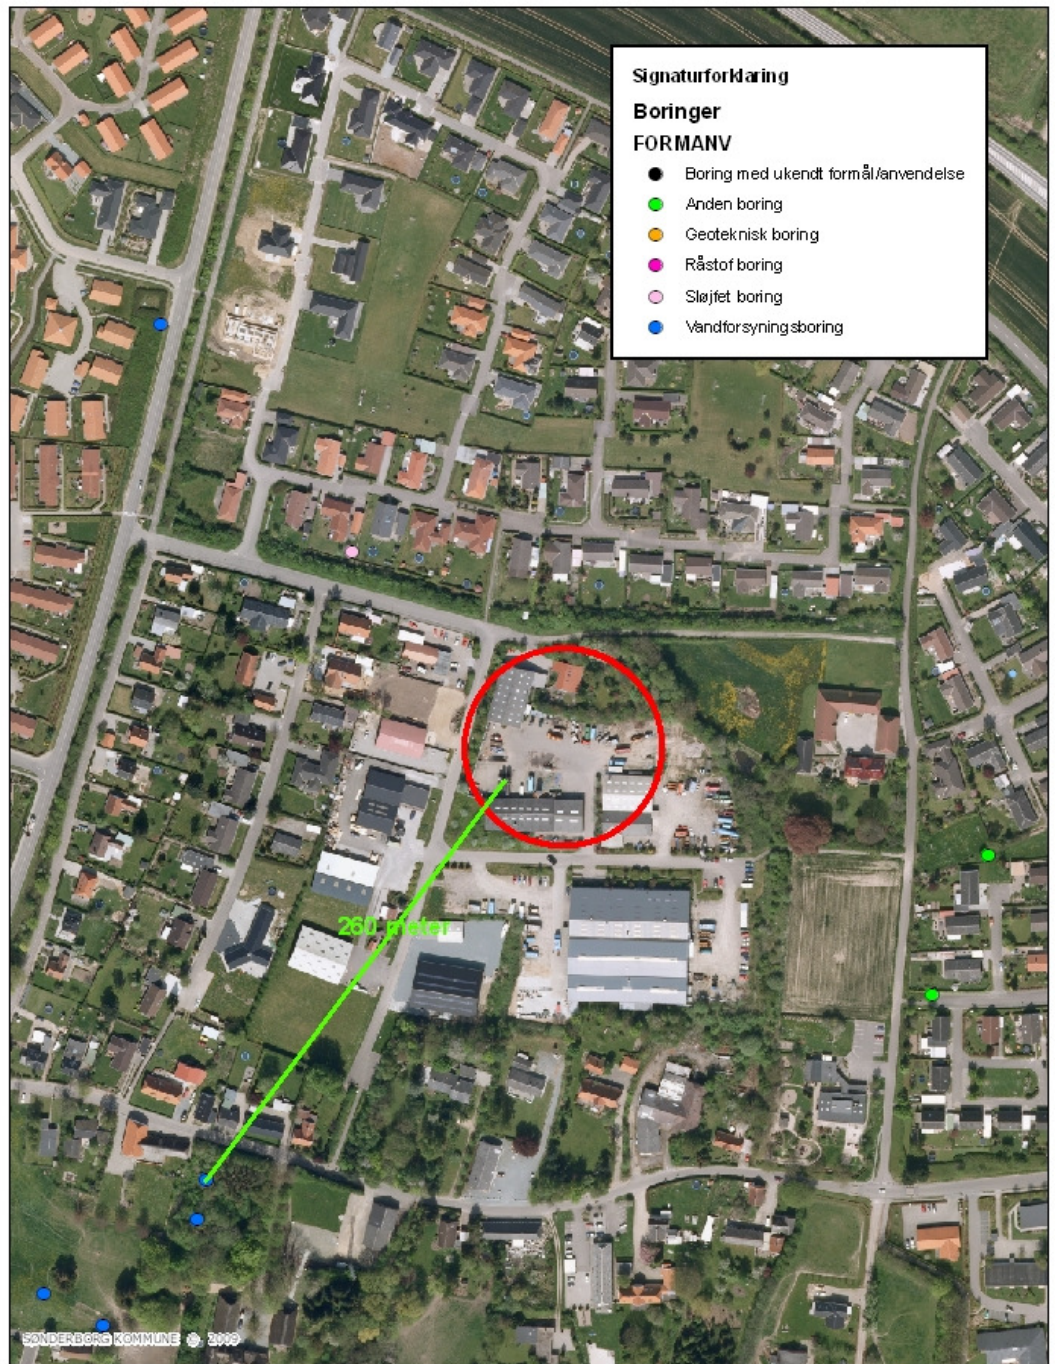 Signaturforklaring
Boringer
FORMANV
Boring med ukendt formål/anvendelse
Anden boring
Geoteknisk boring
Råstof boring
Sløjfet boring
Vandforsyningsboring
260 meter
SØNDERBORG KOMMUNE ©, 2009